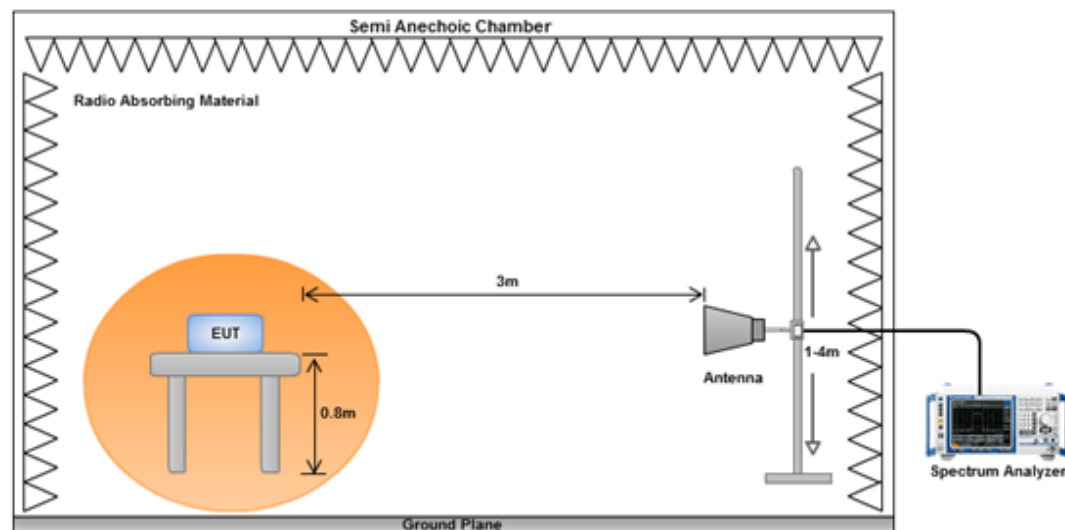 Semi Anechoic Chamber
Radio Absorbing Material
3m
EUT
1-4m
Antenna
0.8m
Spectrum Analyzer
Ground Plane